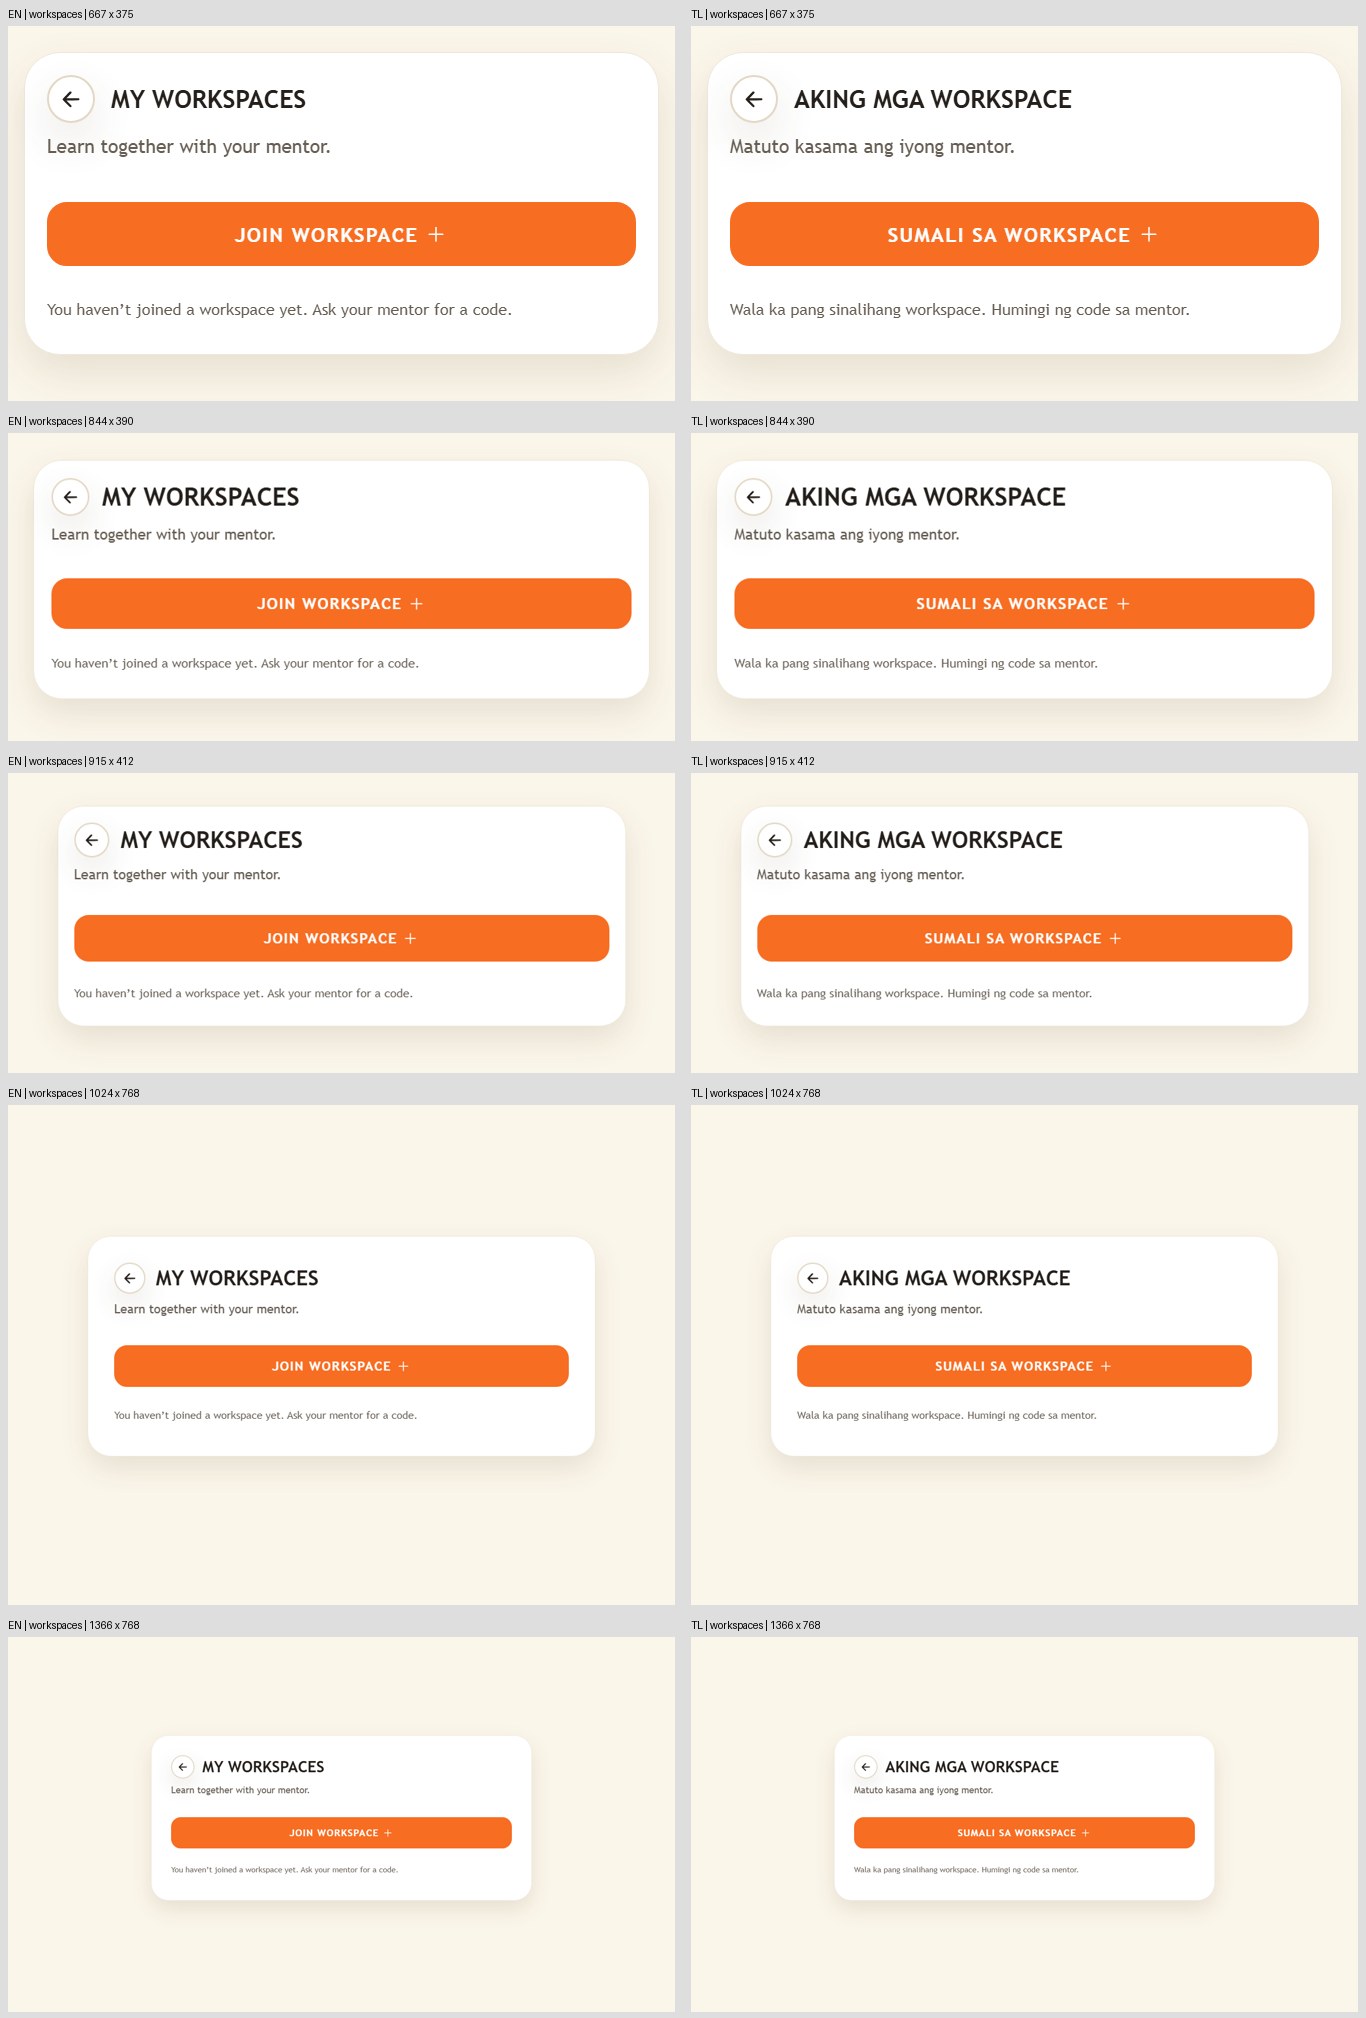 EN | workspaces | 667 x 375
MY WORKSPACES
Learn together with your mentor.
JOIN WORKSPACE +
You haven’t joined a workspace yet. Ask your mentor for a code.
TL | workspaces | 667 x 375
AKING MGA WORKSPACE
Matuto kasama ang iyong mentor.
SUMALI SA WORKSPACE +
Wala ka pang sinalihang workspace. Humingi ng code sa mentor.
EN | workspaces | 844 x 390
MY WORKSPACES
Learn together with your mentor.
JOIN WORKSPACE +
You haven’t joined a workspace yet. Ask your mentor for a code.
TL | workspaces | 844 x 390
AKING MGA WORKSPACE
Matuto kasama ang iyong mentor.
SUMALI SA WORKSPACE +
Wala ka pang sinalihang workspace. Humingi ng code sa mentor.
EN | workspaces | 915 x 412
MY WORKSPACES
Learn together with your mentor.
JOIN WORKSPACE +
You haven’t joined a workspace yet. Ask your mentor for a code.
TL | workspaces | 915 x 412
AKING MGA WORKSPACE
Matuto kasama ang iyong mentor.
SUMALI SA WORKSPACE +
Wala ka pang sinalihang workspace. Humingi ng code sa mentor.
EN | workspaces | 1024 x 768
MY WORKSPACES
Learn together with your mentor.
JOIN WORKSPACE +
You haven’t joined a workspace yet. Ask your mentor for a code.
TL | workspaces | 1024 x 768
AKING MGA WORKSPACE
Matuto kasama ang iyong mentor.
SUMALI SA WORKSPACE +
Wala ka pang sinalihang workspace. Humingi ng code sa mentor.
EN | workspaces | 1366 x 768
MY WORKSPACES
Learn together with your mentor.
JOIN WORKSPACE +
You haven’t joined a workspace yet. Ask your mentor for a code.
TL | workspaces | 1366 x 768
AKING MGA WORKSPACE
Matuto kasama ang iyong mentor.
SUMALI SA WORKSPACE +
Wala ka pang sinalihang workspace. Humingi ng code sa mentor.